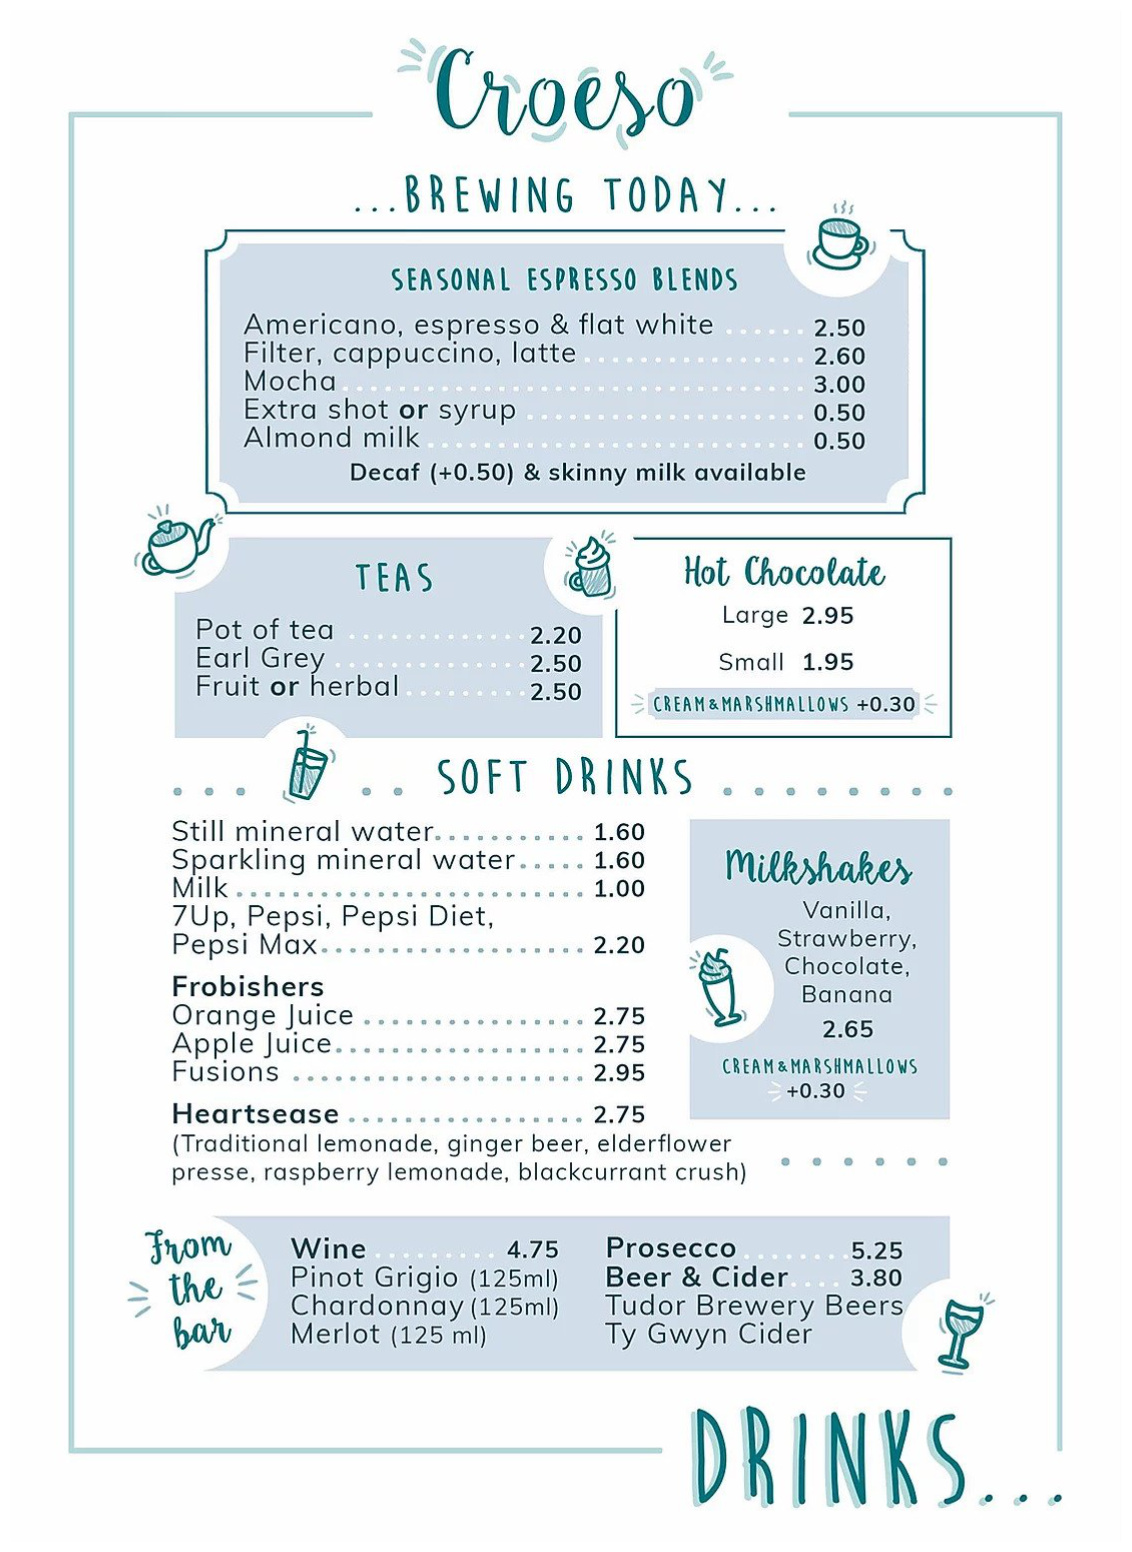 Croeso
...BREWING TODAY...
SEASONAL ESPRESSO BLENDS
Americano, espresso & flat white ...... 2.50
Filter, cappuccino, latte ................ 2.60
Mocha ................................. 3.00
Extra shot or syrup .................... 0.50
Almond milk ........................... 0.50
Decaf (+0.50) & skinny milk available
TEAS
Pot of tea ............. 2.20
Earl Grey .............. 2.50
Fruit or herbal ......... 2.50
Hot Chocolate
Large 2.95
Small 1.95
CREAM & MARSHMALLOWS +0.30
SOFT DRINKS
Still mineral water........... 1.60
Sparkling mineral water..... 1.60
Milk ......................... 1.00
7Up, Pepsi, Pepsi Diet,
Pepsi Max................... 2.20
Frobishers
Orange Juice ................ 2.75
Apple Juice.................. 2.75
Fusions ..................... 2.95
Heartsease ................. 2.75
(Traditional lemonade, ginger beer, elderflower
presse, raspberry lemonade, blackcurrant crush)
Milkshakes
Vanilla,
Strawberry,
Chocolate,
Banana
2.65
CREAM & MARSHMALLOWS
+0.30
From
the
bar
Wine ......... 4.75
Pinot Grigio (125ml)
Chardonnay (125ml)
Merlot (125 ml)
Prosecco ........ 5.25
Beer & Cider .... 3.80
Tudor Brewery Beers
Ty Gwyn Cider
DRINKS...